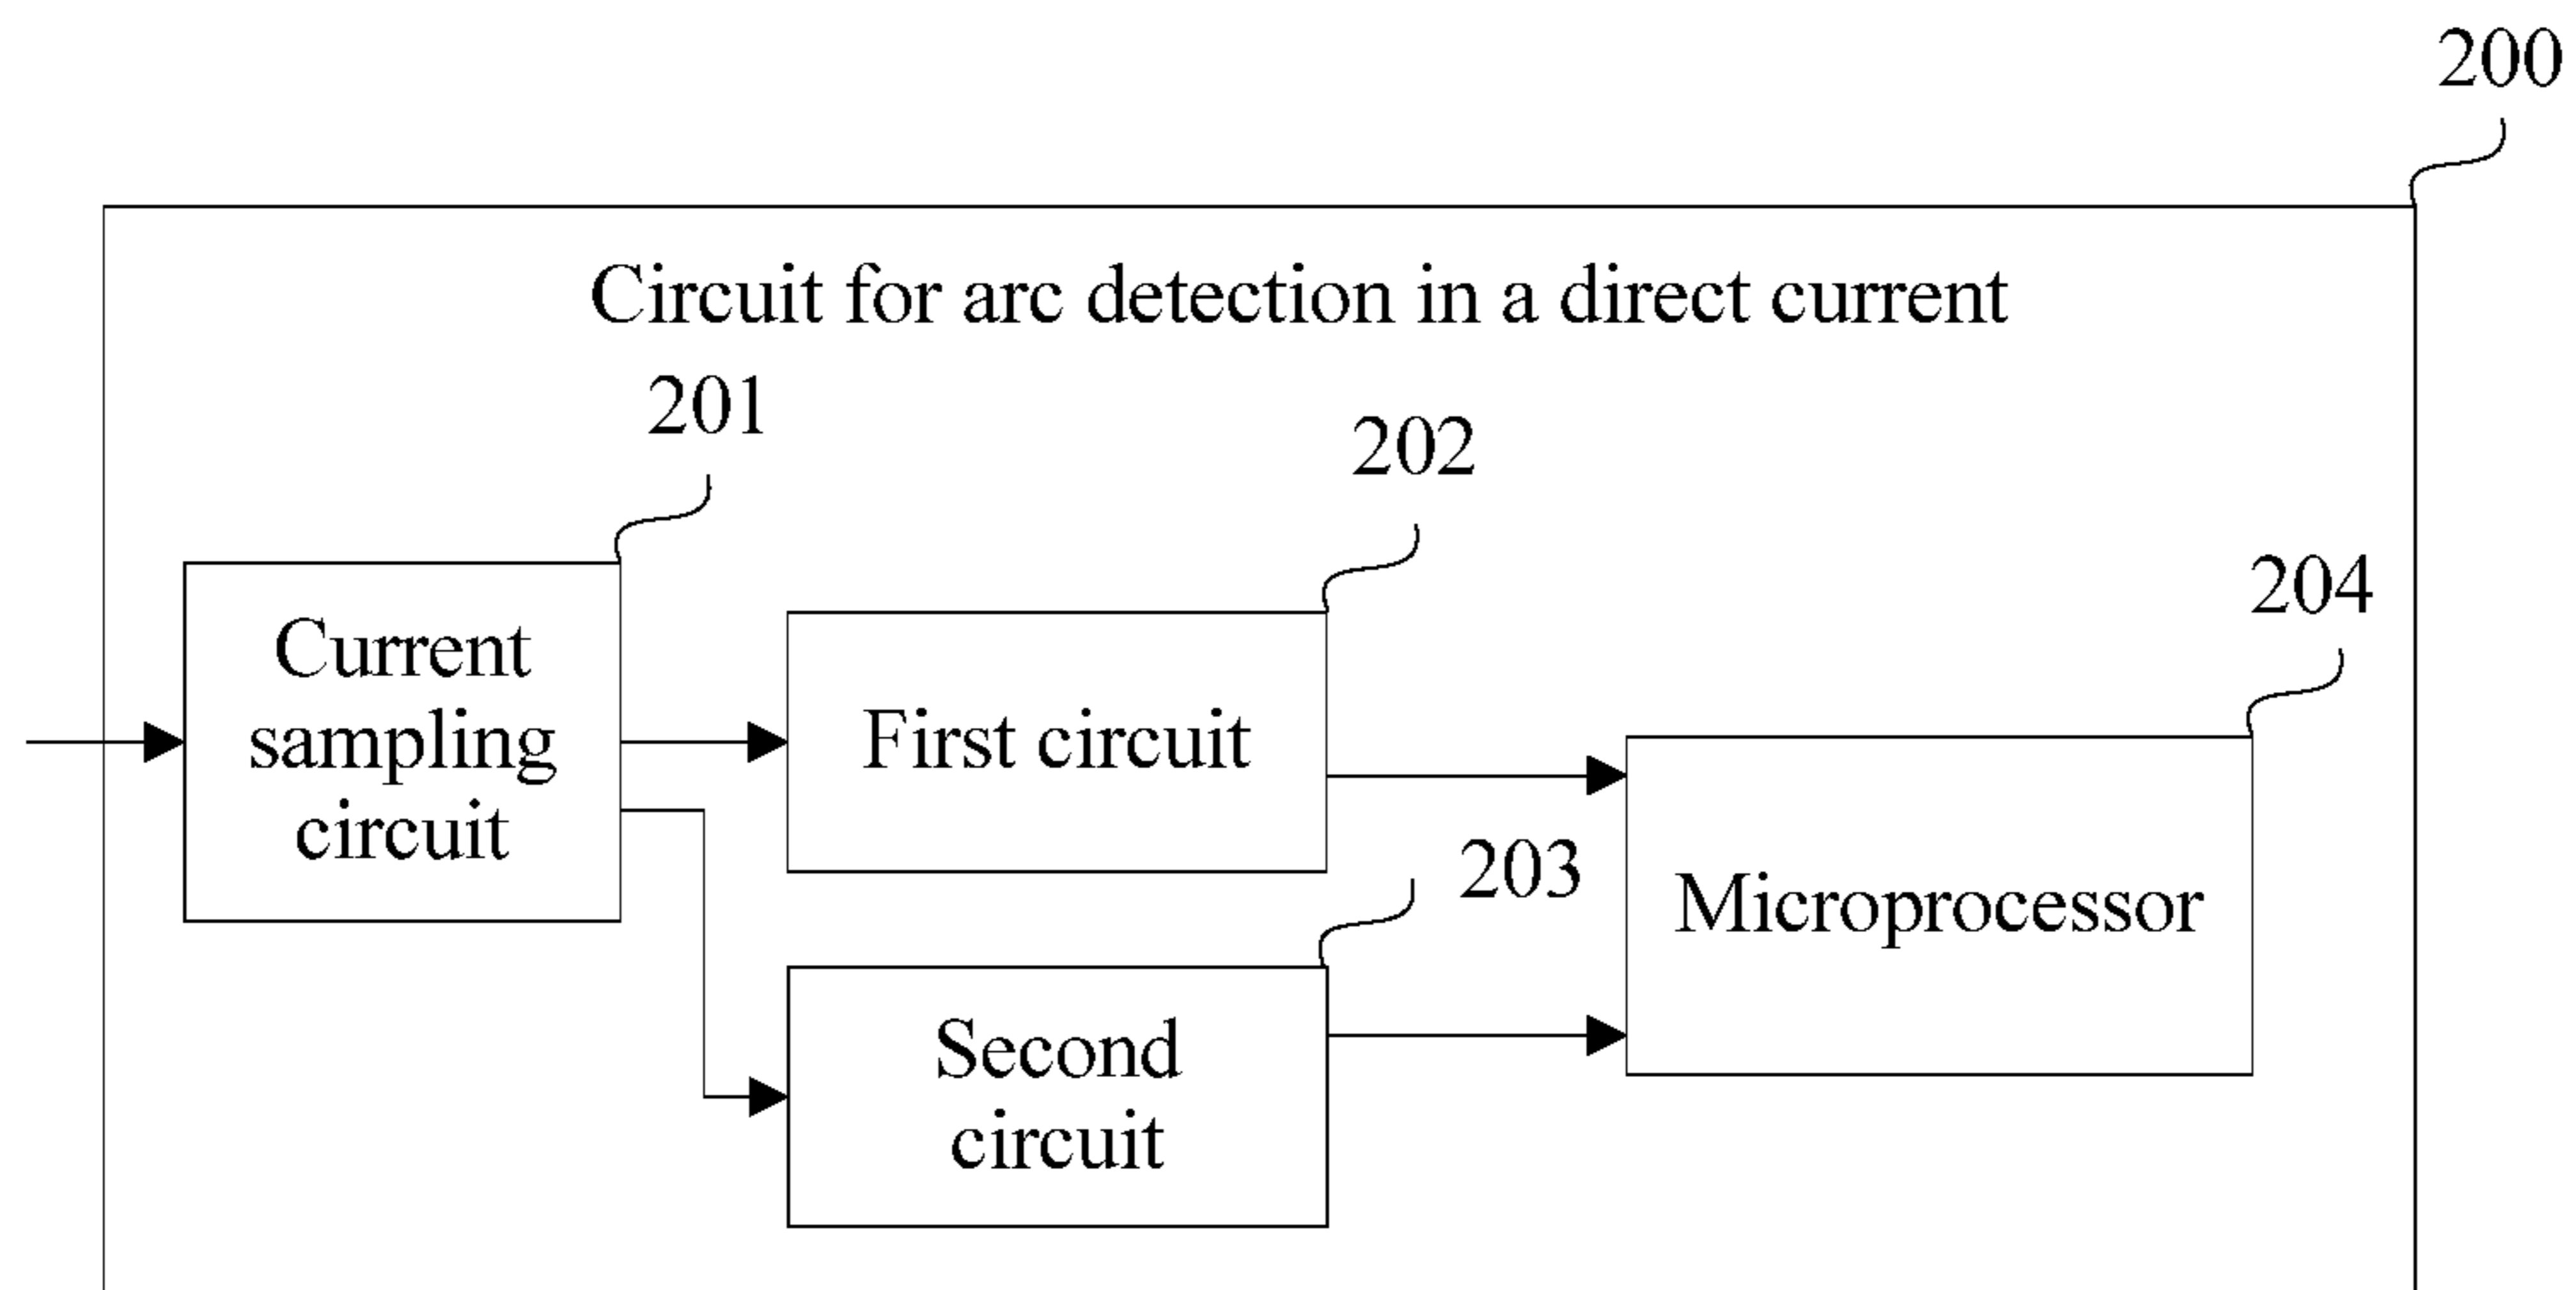 200
Circuit for arc detection in a direct current
201
202
204
Current
sampling
circuit
First circuit
203
Microprocessor
Second
circuit